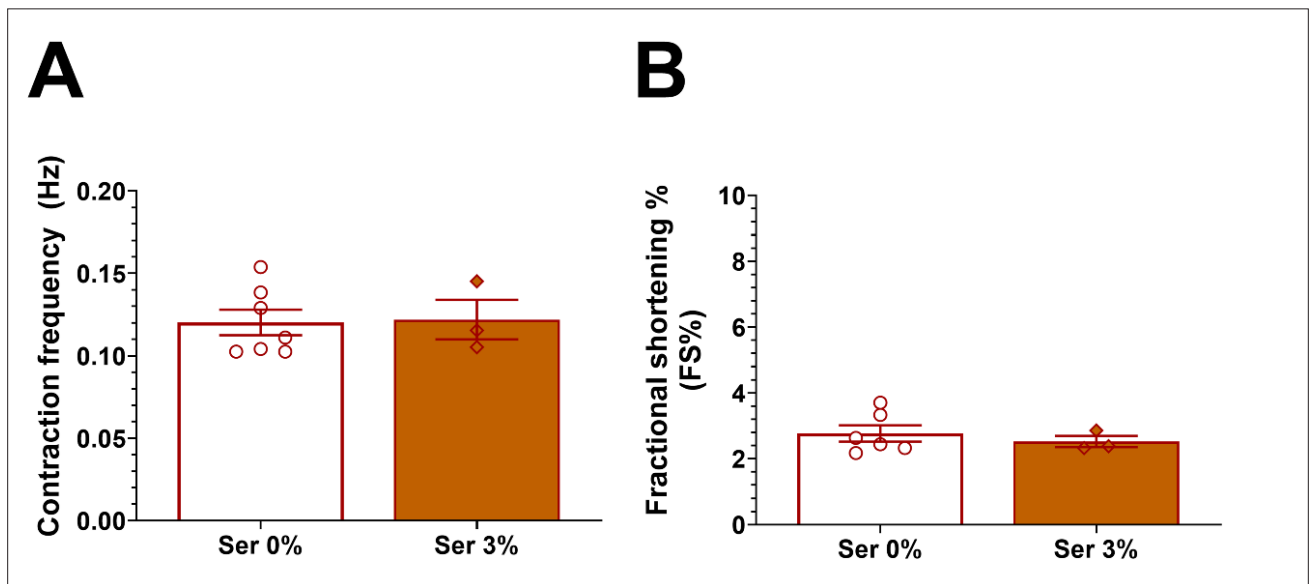 A
Contraction frequency (Hz)
0.20
0.15
0.10
0.05
0.00
Ser 0%
Ser 3%
B
Fractional shortening %
(FS%)
10
8
6
4
2
0
Ser 0%
Ser 3%